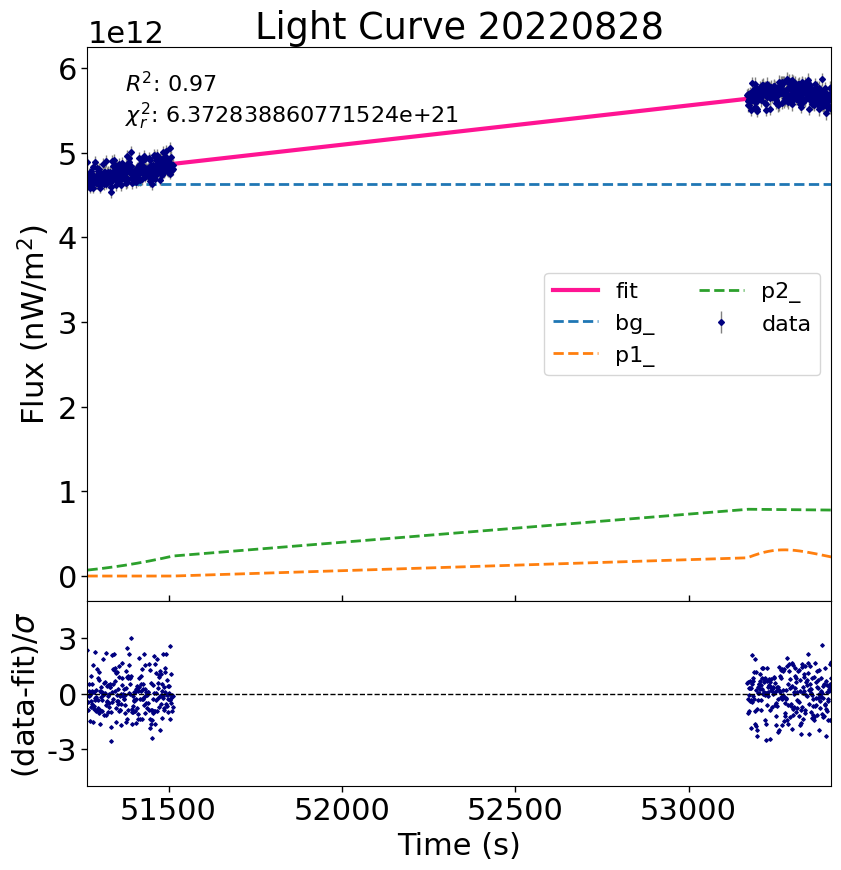 Light Curve 20220828
1e12
R²: 0.97
χ²ᵣ: 6.372838860771524e+21
6
5
4
3
2
1
0
Flux (nW/m²)
fit
bg_
p1_
p2_
data
3
0
-3
(data-fit)/σ
51500 52000 52500 53000
Time (s)